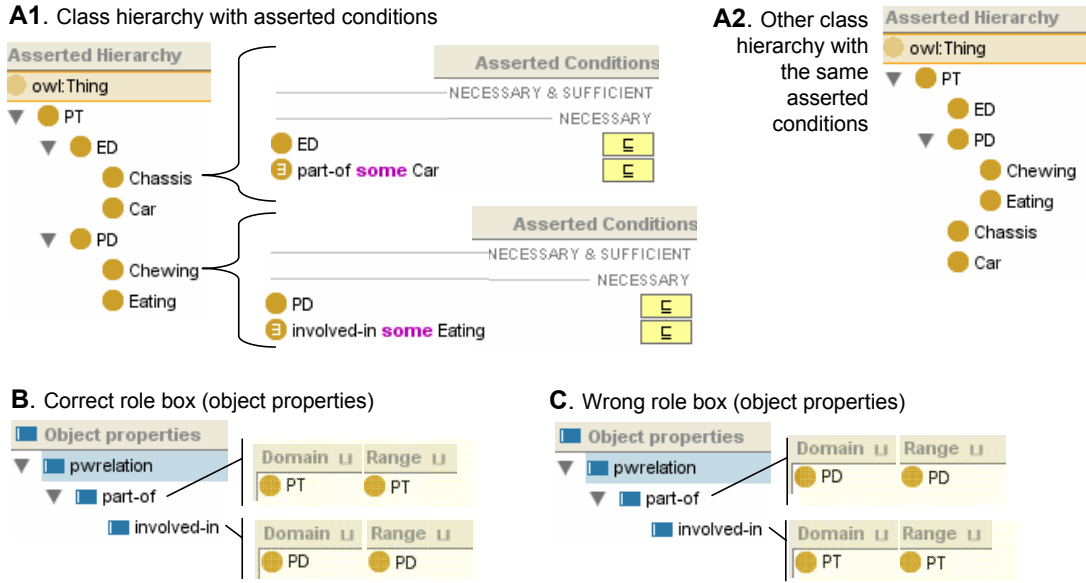 A1. Class hierarchy with asserted conditions
Asserted Hierarchy
owl:Thing
PT
ED
Chassis
Car
PD
Chewing
Eating
Asserted Conditions
NECESSARY & SUFFICIENT
NECESSARY
ED ⊑
∃ part-of some Car ⊑
Asserted Conditions
NECESSARY & SUFFICIENT
NECESSARY
PD ⊑
∃ involved-in some Eating ⊑
A2. Other class
hierarchy with
the same
asserted
conditions
Asserted Hierarchy
owl:Thing
PT
ED
PD
Chewing
Eating
Chassis
Car
B. Correct role box (object properties)
Object properties
pwrelation
part-of
involved-in
Domain ⊔ Range ⊔
PT PT
Domain ⊔ Range ⊔
PD PD
C. Wrong role box (object properties)
Object properties
pwrelation
part-of
involved-in
Domain ⊔ Range ⊔
PD PD
Domain ⊔ Range ⊔
PT PT